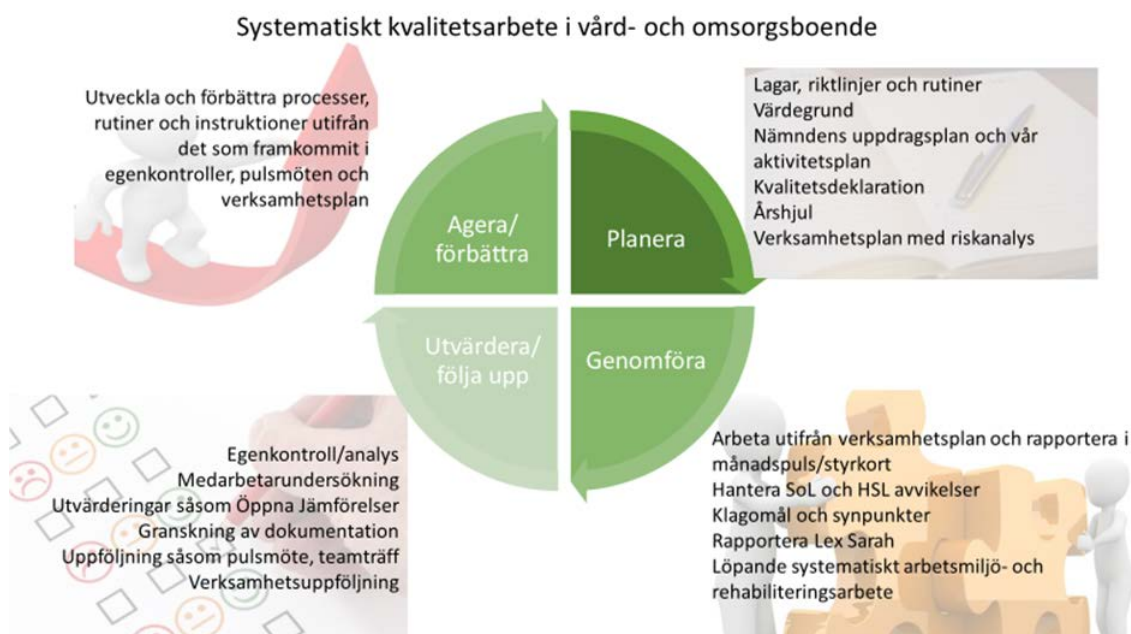 Systematiskt kvalitetsarbete i vård- och omsorgsboende
Utveckla och förbättra processer,
rutiner och instruktioner utifrån
det som framkommit i
egenkontroller, pulsmöten och
verksamhetsplan
Agera/
förbättra
Planera
Lagar, riktlinjer och rutiner
Värdegrund
Nämndens uppdragsplan och vår
aktivitetsplan
Kvalitetsdeklaration
Årshjul
Verksamhetsplan med riskanalys
Utvärdera/
följa upp
Genomföra
Egenkontroll/analys
Medarbetarundersökning
Utvärderingar såsom Öppna Jämförelser
Granskning av dokumentation
Uppföljning såsom pulsmöte, teamträff
Verksamhetsuppföljning
Arbeta utifrån verksamhetsplan och rapportera i
månadspuls/styrkort
Hantera SoL och HSL avvikelser
Klagomål och synpunkter
Rapportera Lex Sarah
Löpande systematiskt arbetsmiljö- och
rehabiliteringsarbete